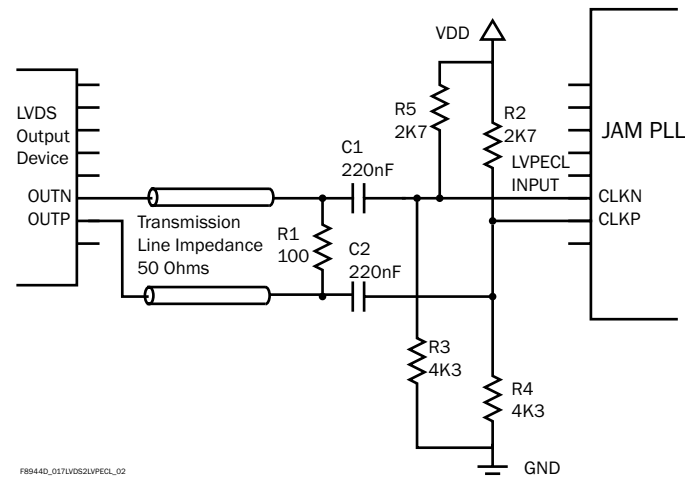 VDD
LVDS
Output
Device
OUTN
OUTP
R5
2K7
R2
2K7
C1
220nF
LVPECL
INPUT
JAM PLL
CLKN
CLKP
Transmission
Line Impedance
50 Ohms
R1
100
C2
220nF
R3
4K3
R4
4K3
GND
F8944D_017LVDS2LVPECL_02